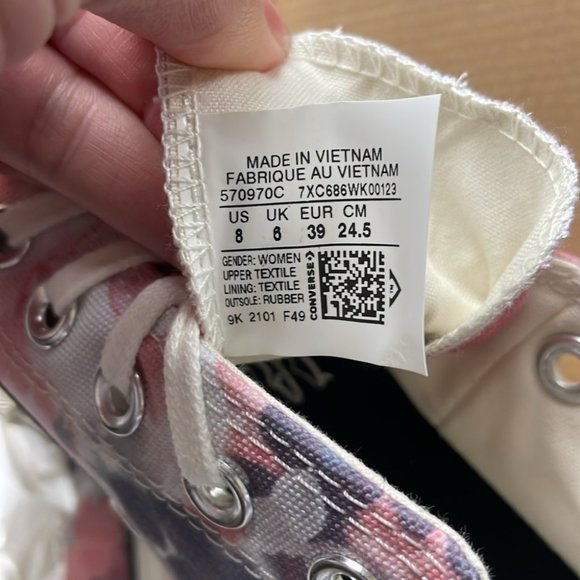 MADE IN VIETNAM
FABRIQUE AU VIETNAM
570970C 7XC686WK00123
US UK EUR CM
8 6 39 24.5
GENDER: WOMEN
UPPER: TEXTILE
LINING: TEXTILE
OUTSOLE: RUBBER
9K 2101 F49
CONVERSE